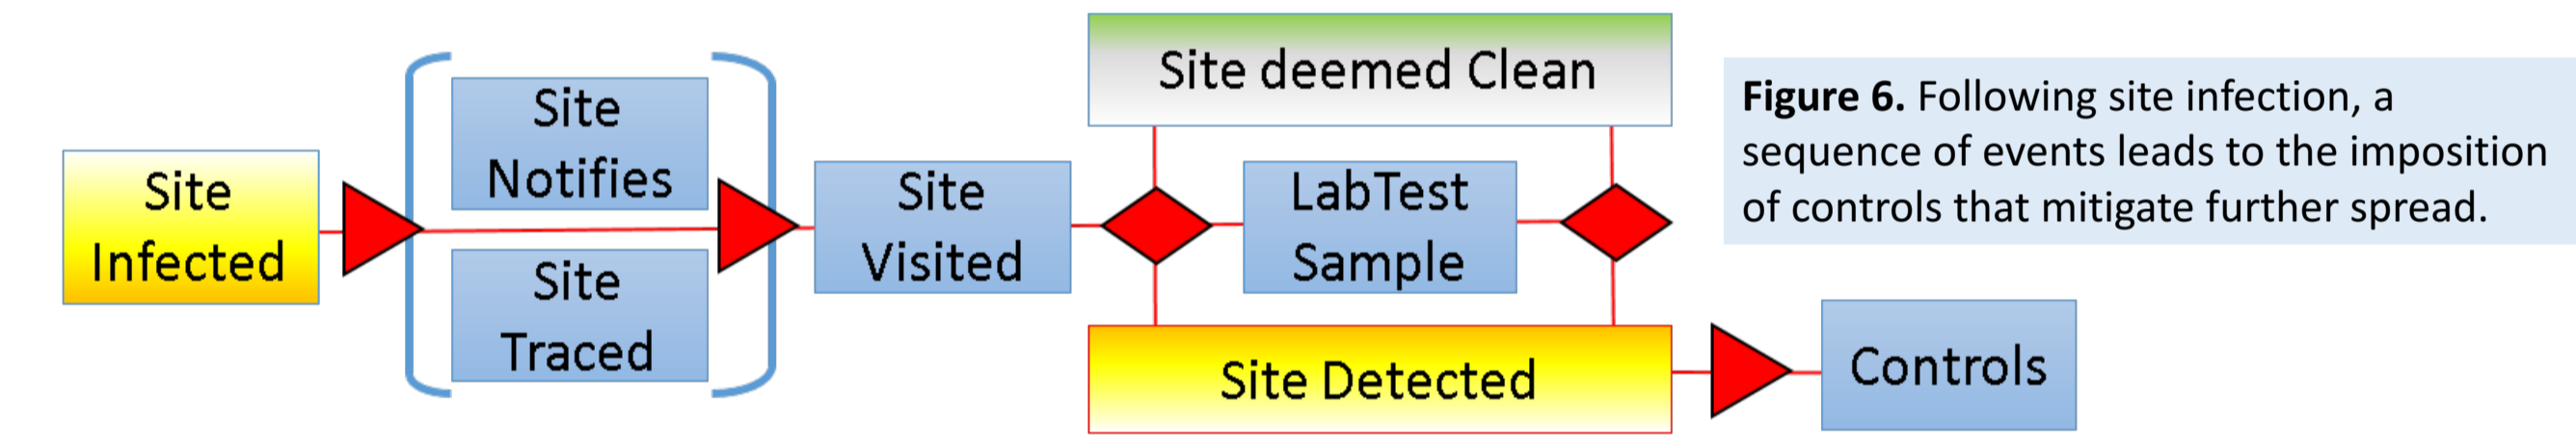 Site
Infected
Site
Notifies
Site
Traced
Site
Visited
Site deemed Clean
LabTest
Sample
Site Detected
Controls
Figure 6. Following site infection, a
sequence of events leads to the imposition
of controls that mitigate further spread.